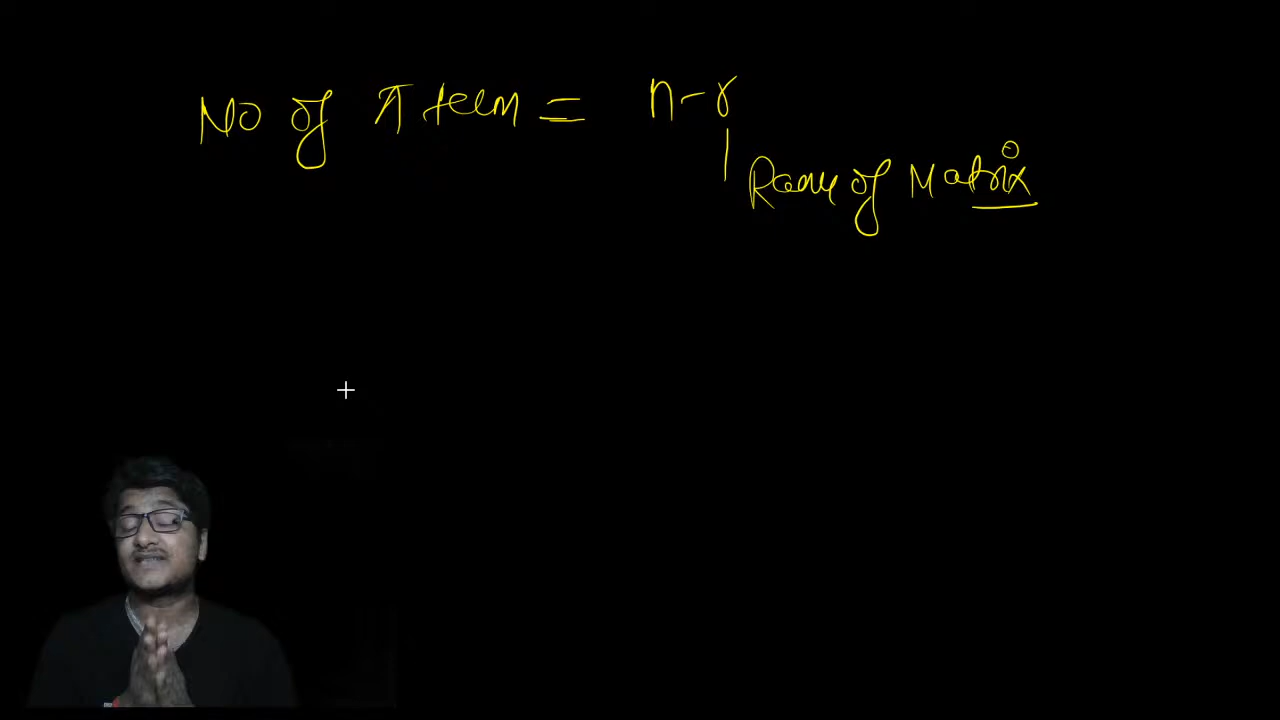 No of π term = n-r
Rank of Matrix